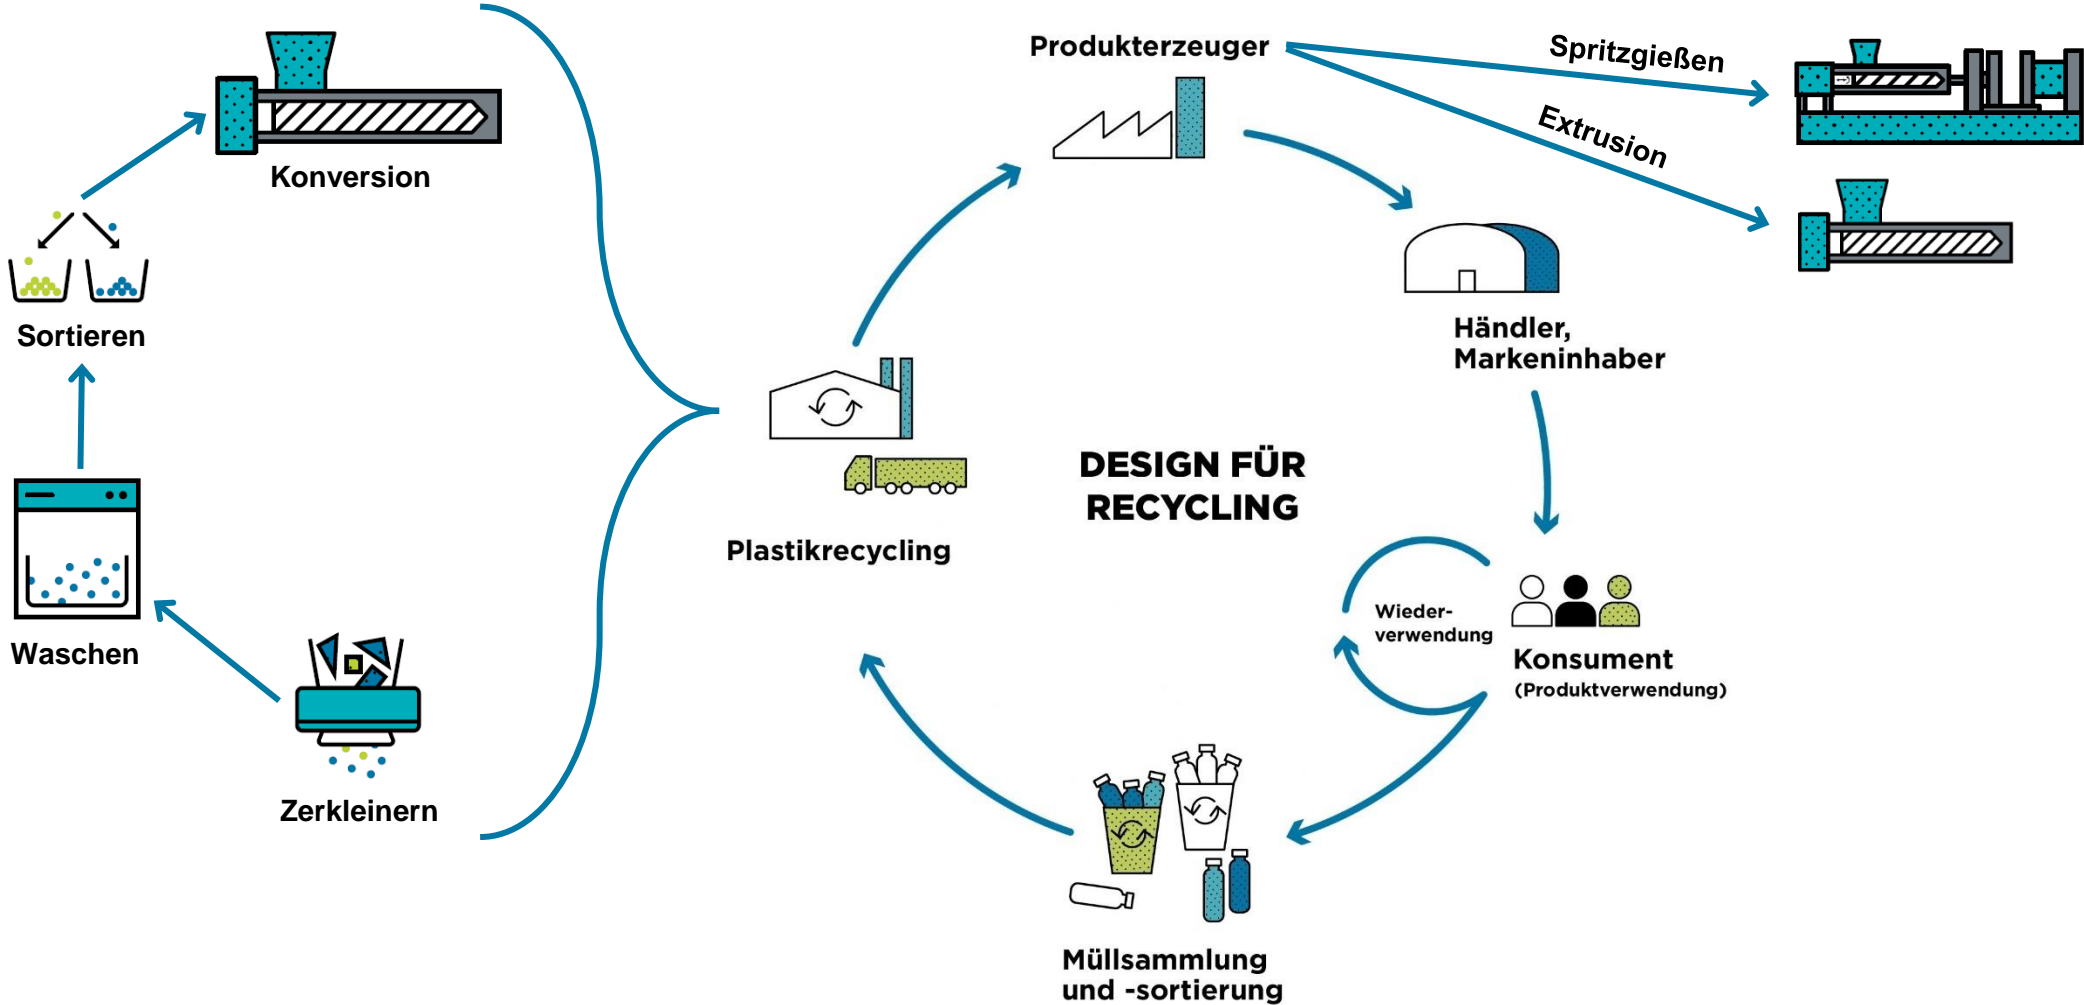 Konversion
Sortieren
Waschen
Zerkleinern
Produkterzeuger
Spritzgießen
Extrusion
Händler,
Markeninhaber
DESIGN FÜR
RECYCLING
Plastikrecycling
Wieder-
verwendung
Konsument
(Produktverwendung)
Müllsammlung
und -sortierung